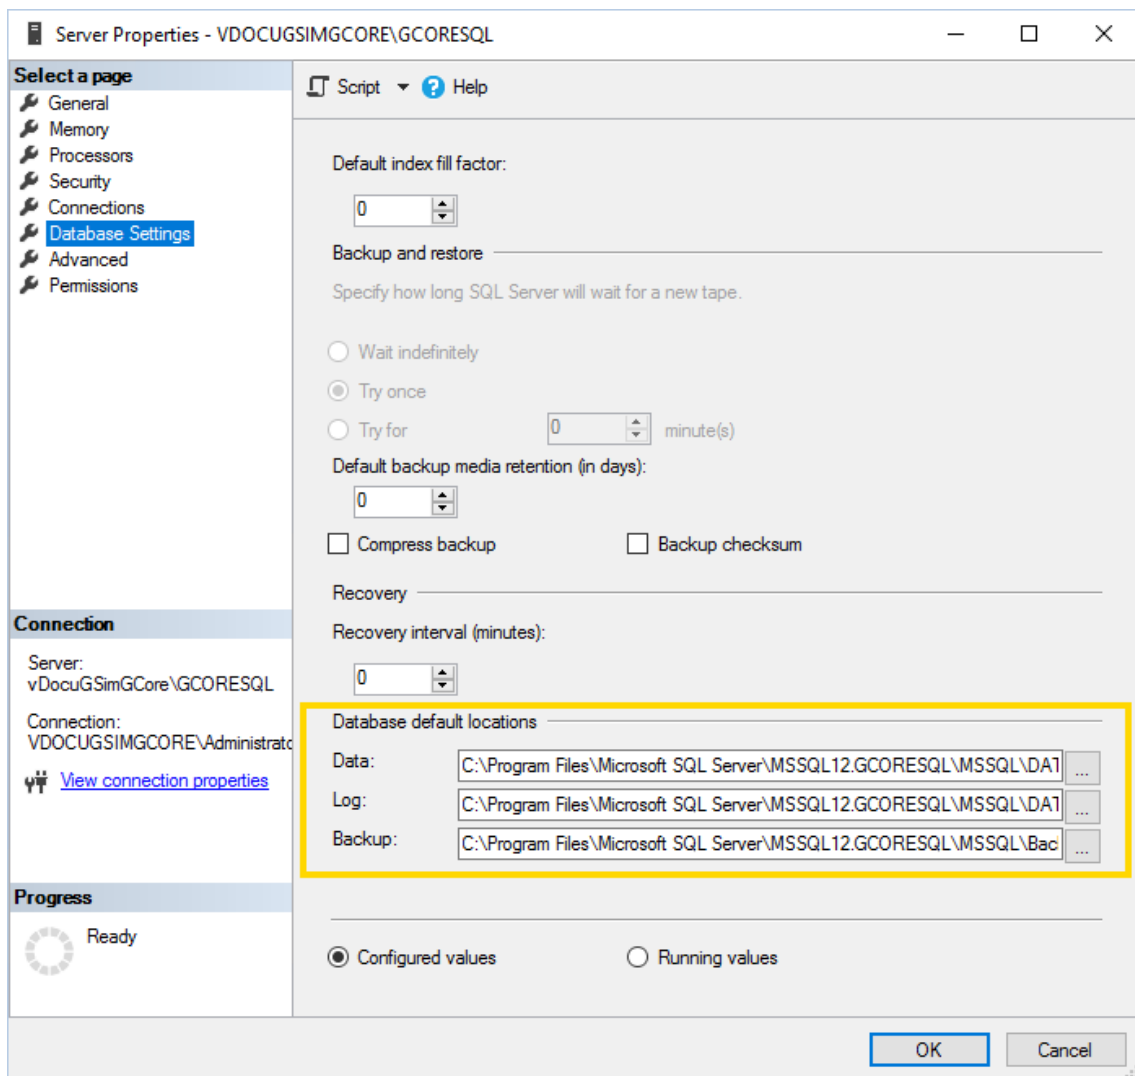 Server Properties - VDOCUGSIMGCORE\GCORESQL
Select a page
General
Memory
Processors
Security
Connections
Database Settings
Advanced
Permissions
Connection
Server:
vDocuGSimGCore\GCORESQL
Connection:
VDOCUGSIMGCORE\Administrato
View connection properties
Progress
Ready
Script Help
Default index fill factor:
0
Backup and restore
Specify how long SQL Server will wait for a new tape.
Wait indefinitely
Try once
Try for 0 minute(s)
Default backup media retention (in days):
0
Compress backup Backup checksum
Recovery
Recovery interval (minutes):
0
Database default locations
Data: C:\Program Files\Microsoft SQL Server\MSSQL12.GCORESQL\MSSQL\DAT ...
Log: C:\Program Files\Microsoft SQL Server\MSSQL12.GCORESQL\MSSQL\DAT ...
Backup: C:\Program Files\Microsoft SQL Server\MSSQL12.GCORESQL\MSSQL\Bac ...
Configured values Running values
OK Cancel